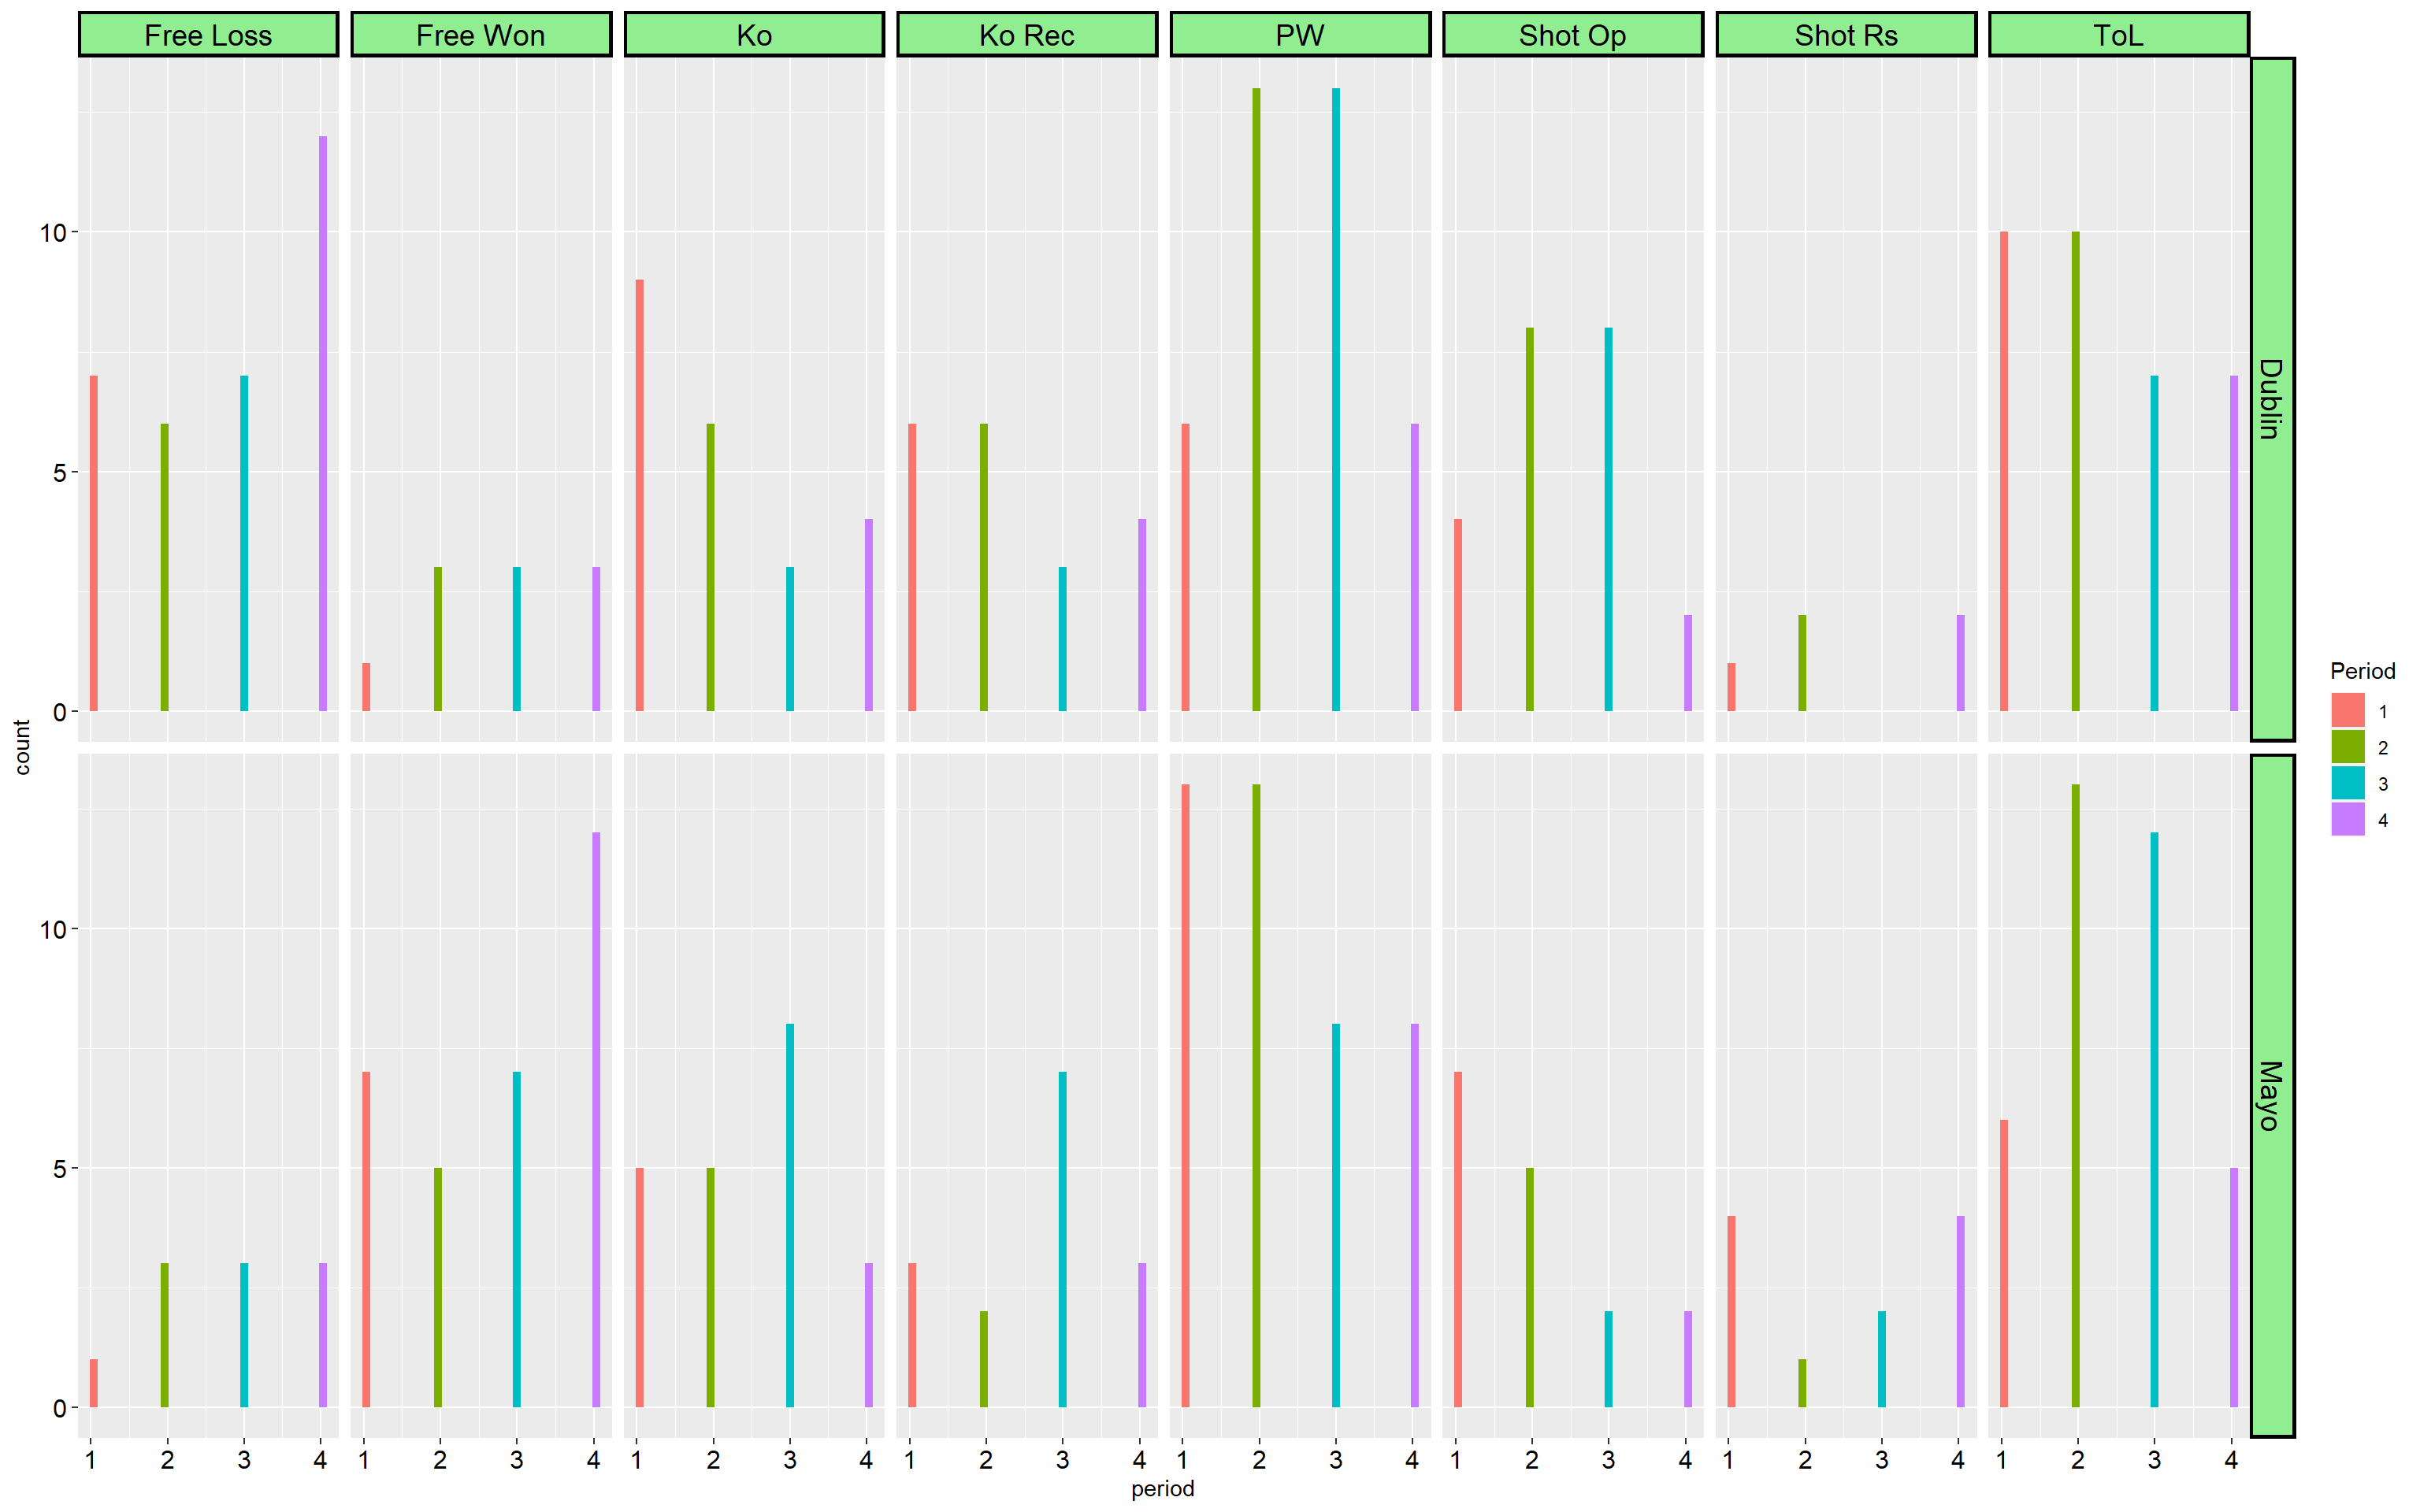 Free Loss Free Won Ko Ko Rec PW Shot Op Shot Rs ToL
10
5
0
Dublin
count
10
5
0
Mayo
1 2 3 4 1 2 3 4 1 2 3 4 1 2 3 4 1 2 3 4 1 2 3 4 1 2 3 4 1 2 3 4
period
Period
1
2
3
4